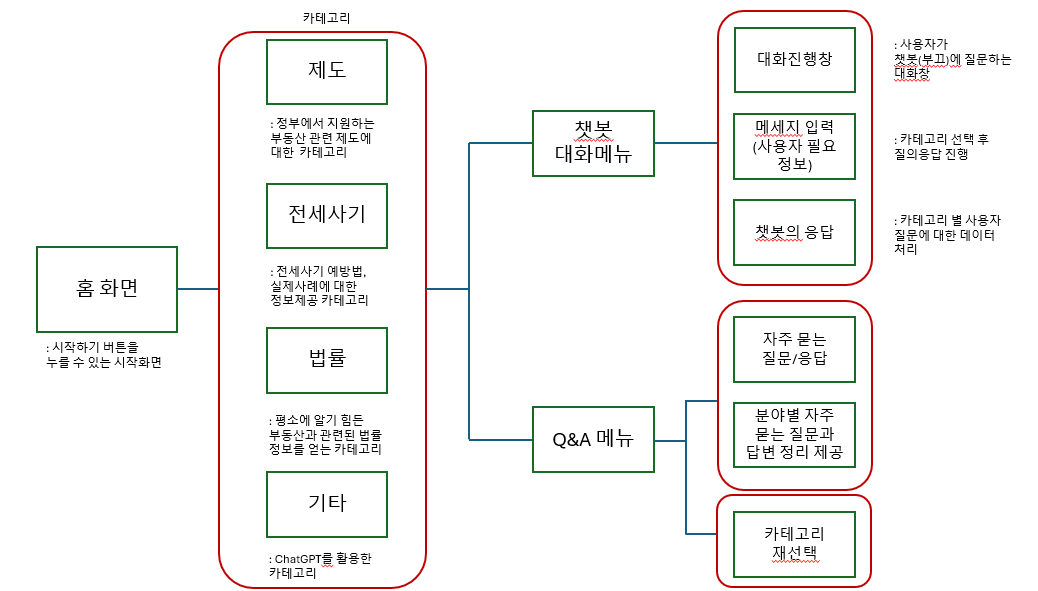 카테고리
홈 화면
: 시작하기 버튼을
누를 수 있는 시작화면
제도
: 정부에서 지원하는
부동산 관련 제도에
대한 카테고리
전세사기
: 전세사기 예방법,
실제사례에 대한
정보제공 카테고리
법률
: 평소에 알기 힘든
부동산과 관련된 법률
정보를 얻는 카테고리
기타
: ChatGPT를 활용한
카테고리
챗봇
대화메뉴
Q&A 메뉴
대화진행창
: 사용자가
챗봇(부끄)에 질문하는
대화창
메세지 입력
(사용자 필요
정보)
: 카테고리 선택 후
질의응답 진행
챗봇의 응답
: 카테고리 별 사용자
질문에 대한 데이터
처리
자주 묻는
질문/응답
분야별 자주
묻는 질문과
답변 정리 제공
카테고리
재선택